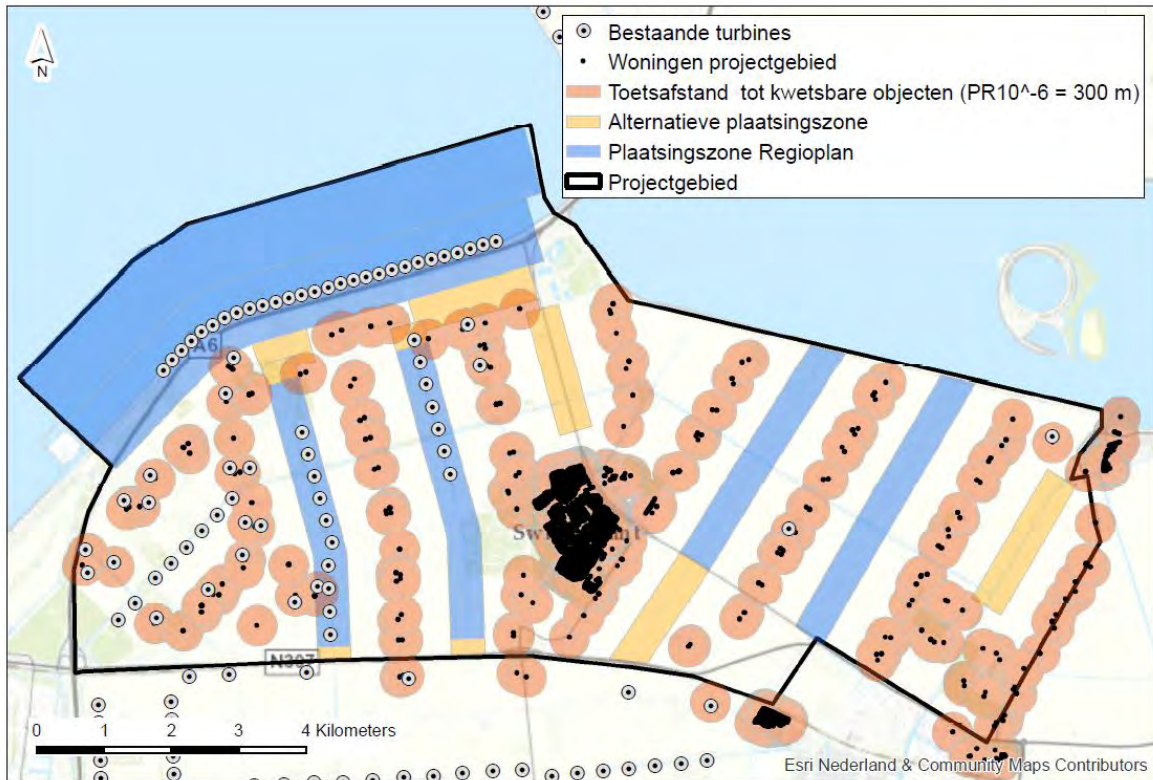 N
Bestaande turbines
Woningen projectgebied
Toetsafstand tot kwetsbare objecten (PR10^-6 = 300 m)
Alternatieve plaatsingszone
Plaatsingszone Regioplan
Projectgebied
A6
N307
0 1 2 3 4 Kilometers
Esri Nederland & Community Maps Contributors